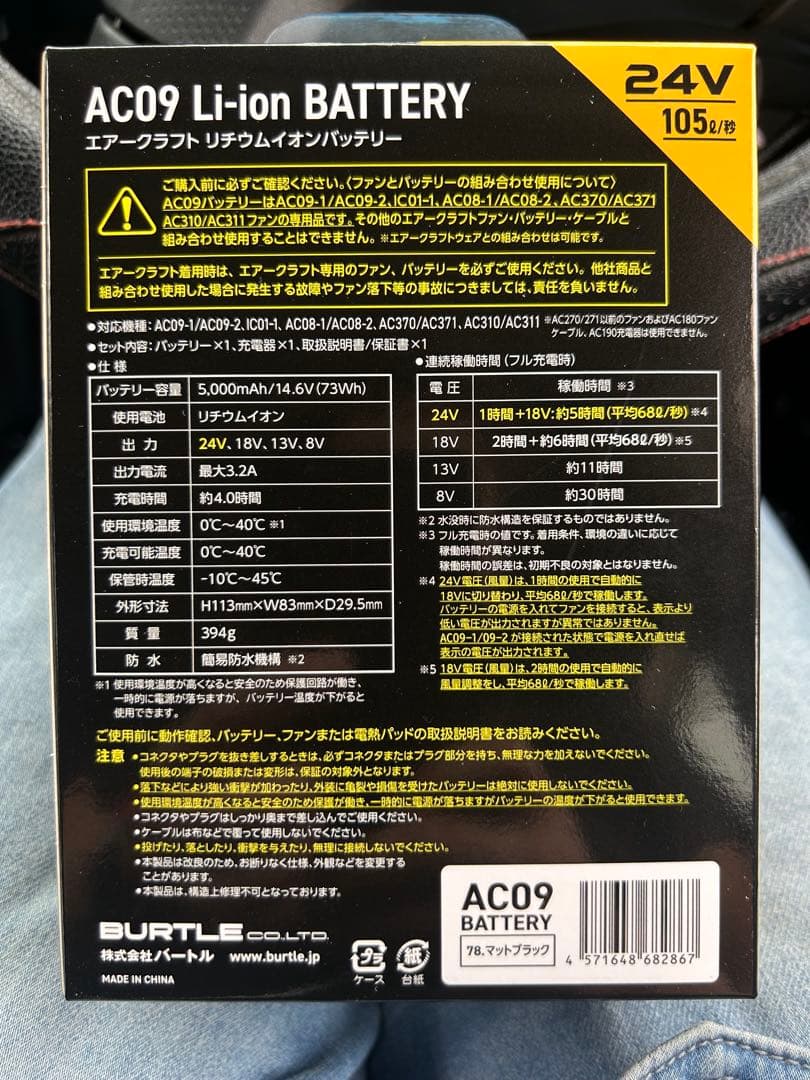 AC09 Li-ion BATTERY
エアークラフト リチウムイオンバッテリー
24V
105ℓ/秒
ご購入前に必ずご確認ください。〈ファンとバッテリーの組み合わせ使用について〉
AC09バッテリーはAC09-1/AC09-2、IC01-1、AC08-1/AC08-2、AC370/AC371
AC310/AC311ファンの専用品です。その他のエアークラフトファン・バッテリー・ケーブルと
組み合わせ使用することはできません。※エアークラフトウェアとの組み合わせは可能です。
エアークラフト着用時は、エアークラフト専用のファン、バッテリーを必ずご使用ください。他社商品と
組み合わせ使用した場合に発生する故障やファン落下等の事故につきましては、責任を負いません。
●対応機種：AC09-1/AC09-2、IC01-1、AC08-1/AC08-2、AC370/AC371、AC310/AC311 ※AC270/271以前のファンおよびAC180ファン
ケーブル、AC190充電器は使用できません。
●セット内容：バッテリー×1、充電器×1、取扱説明書/保証書×1
●仕様
バッテリー容量 5,000mAh/14.6V(73Wh)
使用電池 リチウムイオン
出力 24V、18V、13V、8V
出力電流 最大3.2A
充電時間 約4.0時間
使用環境温度 0℃〜40℃ ※1
充電可能温度 0℃〜40℃
保管時温度 -10℃〜45℃
外形寸法 H113mm×W83mm×D29.5mm
質量 394g
防水 簡易防水機構 ※2
※1 使用環境温度が高くなると安全のため保護回路が働き、
一時的に電源が落ちますが、バッテリー温度が下がると
使用できます。
●連続稼働時間（フル充電時）
電圧 稼働時間 ※3
24V 1時間＋18V：約5時間(平均68ℓ/秒) ※4
18V 2時間＋約6時間(平均68ℓ/秒) ※5
13V 約11時間
8V 約30時間
※2 水没時に防水構造を保証するものではありません。
※3 フル充電時の値です。着用条件、環境の違いに応じて
稼働時間が異なります。
稼働時間の誤差は、初期不良の対象とはなりません。
※4 24V電圧(風量)は、1時間の使用で自動的に
18Vに切り替わり、平均68ℓ/秒で稼働します。
バッテリーの電源を入れてファンを接続すると、表示より
低い電圧が出力されますが異常ではありません。
AC09-1/09-2 が接続された状態で電源を入れ直せば
表示の電圧が出力されます。
※5 18V電圧(風量)は、2時間の使用で自動的に
風量調整をし、平均68ℓ/秒で稼働します。
ご使用前に動作確認、バッテリー、ファンまたは電熱パッドの取扱説明書をお読みください。
注意 ●コネクタやプラグを抜き差しするときは、必ずコネクタまたはプラグ部分を持ち、無理な力を加えないでください。
使用後の端子の破損または変形は、保証の対象外となります。
●落下などにより強い衝撃が加わったり、外装に亀裂や損傷を受けたバッテリーは絶対に使用しないでください。
●使用環境温度が高くなると安全のため保護が働き、一時的に電源が落ちますがバッテリーの温度が下がると使用できます。
●コネクタやプラグはしっかり奥まで差し込んでご使用ください。
●ケーブルは布などで覆って使用しないでください。
●投げたり、落としたり、衝撃を与えたり、無理に接続しないでください。
●本製品は改良のため、お断りなく仕様、外観などを変更する
ことがあります。
●本製品は、構造上修理不可となっております。
BURTLE CO.LTD.
株式会社バートル www.burtle.jp
MADE IN CHINA
プラ
ケース
紙
台紙
AC09
BATTERY
78.マットブラック
4 571648 682867